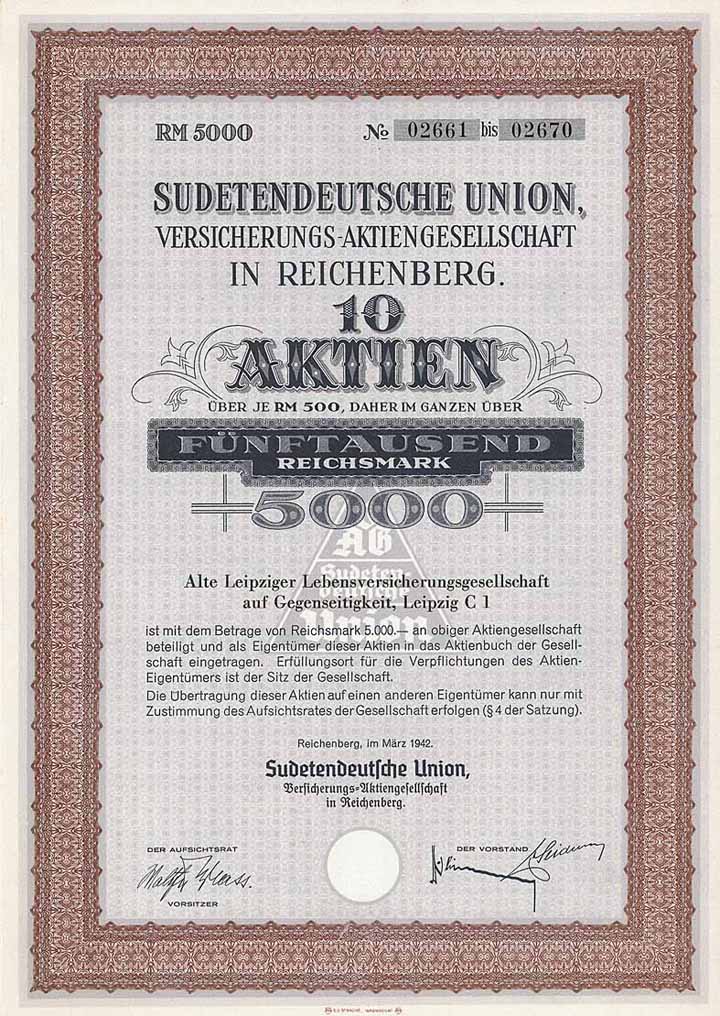 RM 5000 № 02661 bis 02670
SUDETENDEUTSCHE UNION,
VERSICHERUNGS-AKTIENGESELLSCHAFT
IN REICHENBERG.
10
AKTIEN
ÜBER JE RM 500, DAHER IM GANZEN ÜBER
FÜNFTAUSEND
REICHSMARK
5000
AG
Sudeten-
deutsche
Union
Alte Leipziger Lebensversicherungsgesellschaft
auf Gegenseitigkeit, Leipzig C 1
ist mit dem Betrage von Reichsmark 5.000.— an obiger Aktiengesellschaft
beteiligt und als Eigentümer dieser Aktien in das Aktienbuch der Gesell-
schaft eingetragen. Erfüllungsort für die Verpflichtungen des Aktien-
Eigentümers ist der Sitz der Gesellschaft.
Die Übertragung dieser Aktien auf einen anderen Eigentümer kann nur mit
Zustimmung des Aufsichtsrates der Gesellschaft erfolgen (§ 4 der Satzung).
Reichenberg, im März 1942.
Sudetendeutsche Union,
Versicherungs-Aktiengesellschaft
in Reichenberg.
DER AUFSICHTSRAT
VORSITZER
DER VORSTAND